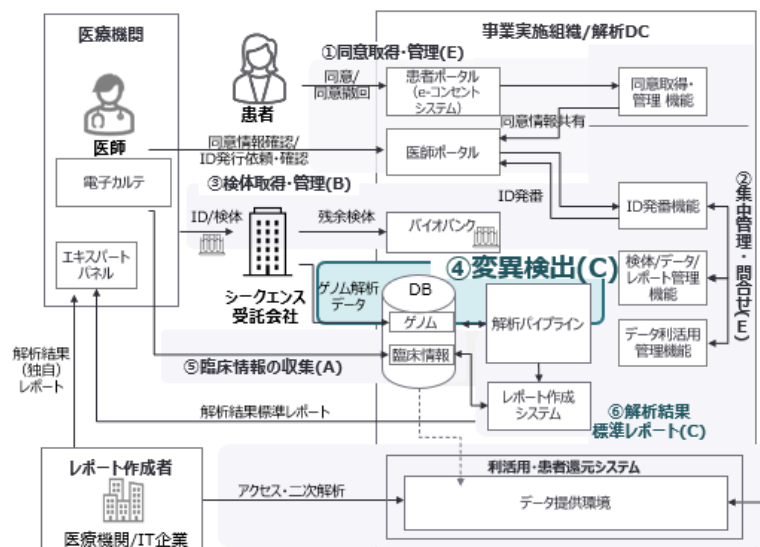 医療機関
医師
電子カルテ
エキスパート
パネル
患者
事業実施組織/解析DC
①同意取得・管理(E)
同意/
同意撤回
患者ポータル
(e-コンセント
システム)
同意取得・
管理 機能
同意情報共有
同意情報確認/
ID発行依頼・確認
医師ポータル
ID発番
ID発番機能
②集中管理・問合せ(E)
③検体取得・管理(B)
ID/検体
残余検体
バイオバンク
シークエンス
受託会社
ゲノム解析
データ
④変異検出(C)
DB
ゲノム
臨床情報
解析パイプライン
検体/データ/
レポート管理
機能
データ利活用
管理機能
⑤臨床情報の収集(A)
解析結果
(独自)
レポート
解析結果標準レポート
レポート作成
システム
⑥解析結果
標準レポート(C)
レポート作成者
医療機関/IT企業
アクセス・二次解析
利活用・患者還元システム
データ提供環境